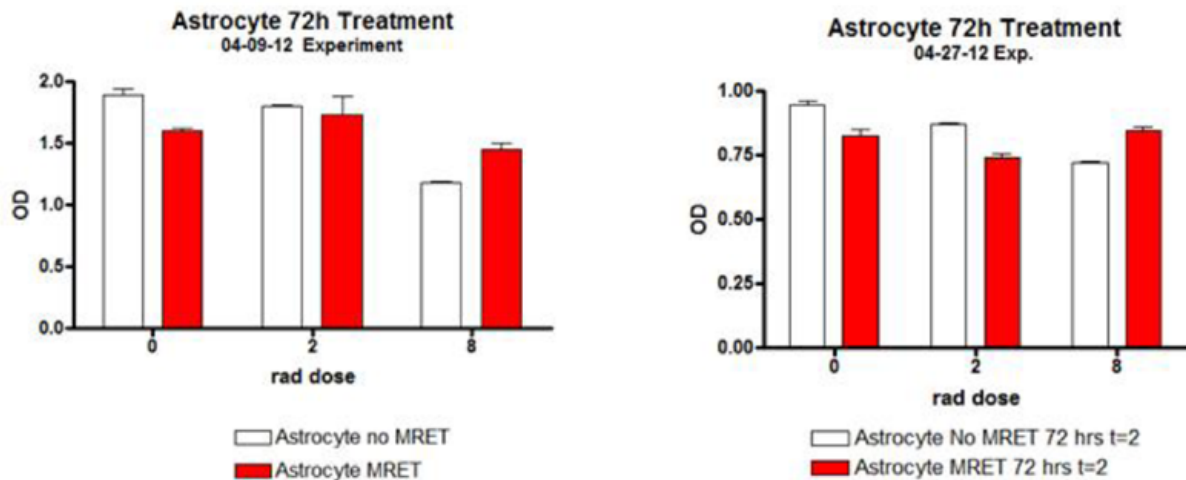 Astrocyte 72h Treatment
04-09-12 Experiment
OD
2.0
1.5
1.0
0.5
0.0
0 2 8
rad dose
Astrocyte no MRET
Astrocyte MRET
Astrocyte 72h Treatment
04-27-12 Exp.
OD
1.00
0.75
0.50
0.25
0.00
0 2 8
rad dose
Astrocyte No MRET 72 hrs t=2
Astrocyte MRET 72 hrs t=2